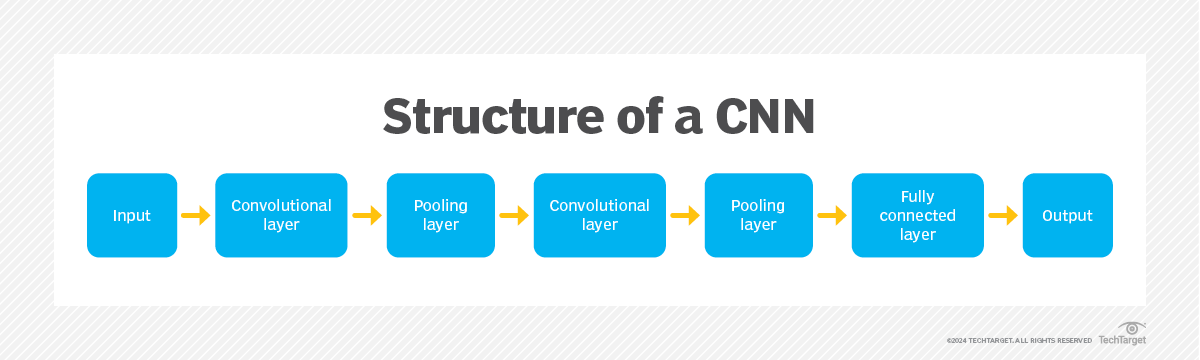 Structure of a CNN
Input
Convolutional
layer
Pooling
layer
Convolutional
layer
Pooling
layer
Fully
connected
layer
Output
©2024 TECHTARGET. ALL RIGHTS RESERVED
TechTarget